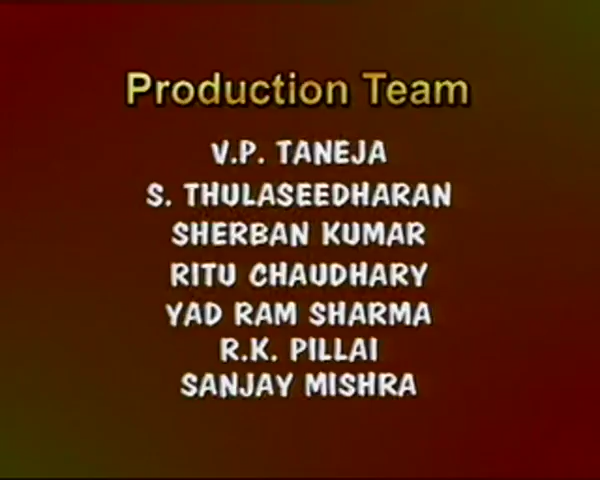 Production Team
V.P. TANEJA
S. THULASEEDHARAN
SHERBAN KUMAR
RITU CHAUDHARY
YAD RAM SHARMA
R.K. PILLAI
SANJAY MISHRA